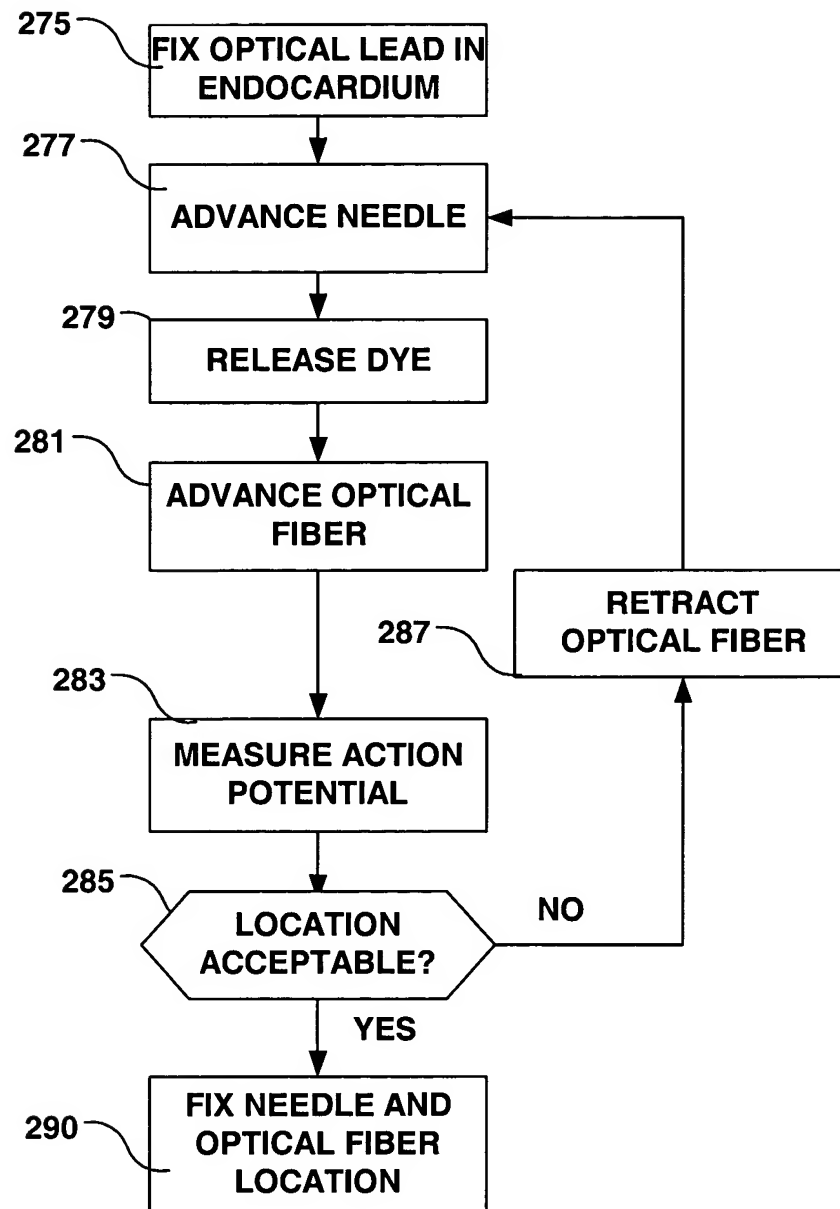 275
FIX OPTICAL LEAD IN
ENDOCARDIUM
277
ADVANCE NEEDLE
279
RELEASE DYE
281
ADVANCE OPTICAL
FIBER
RETRACT
OPTICAL FIBER
287
283
MEASURE ACTION
POTENTIAL
285
LOCATION
ACCEPTABLE?
NO
YES
290
FIX NEEDLE AND
OPTICAL FIBER
LOCATION